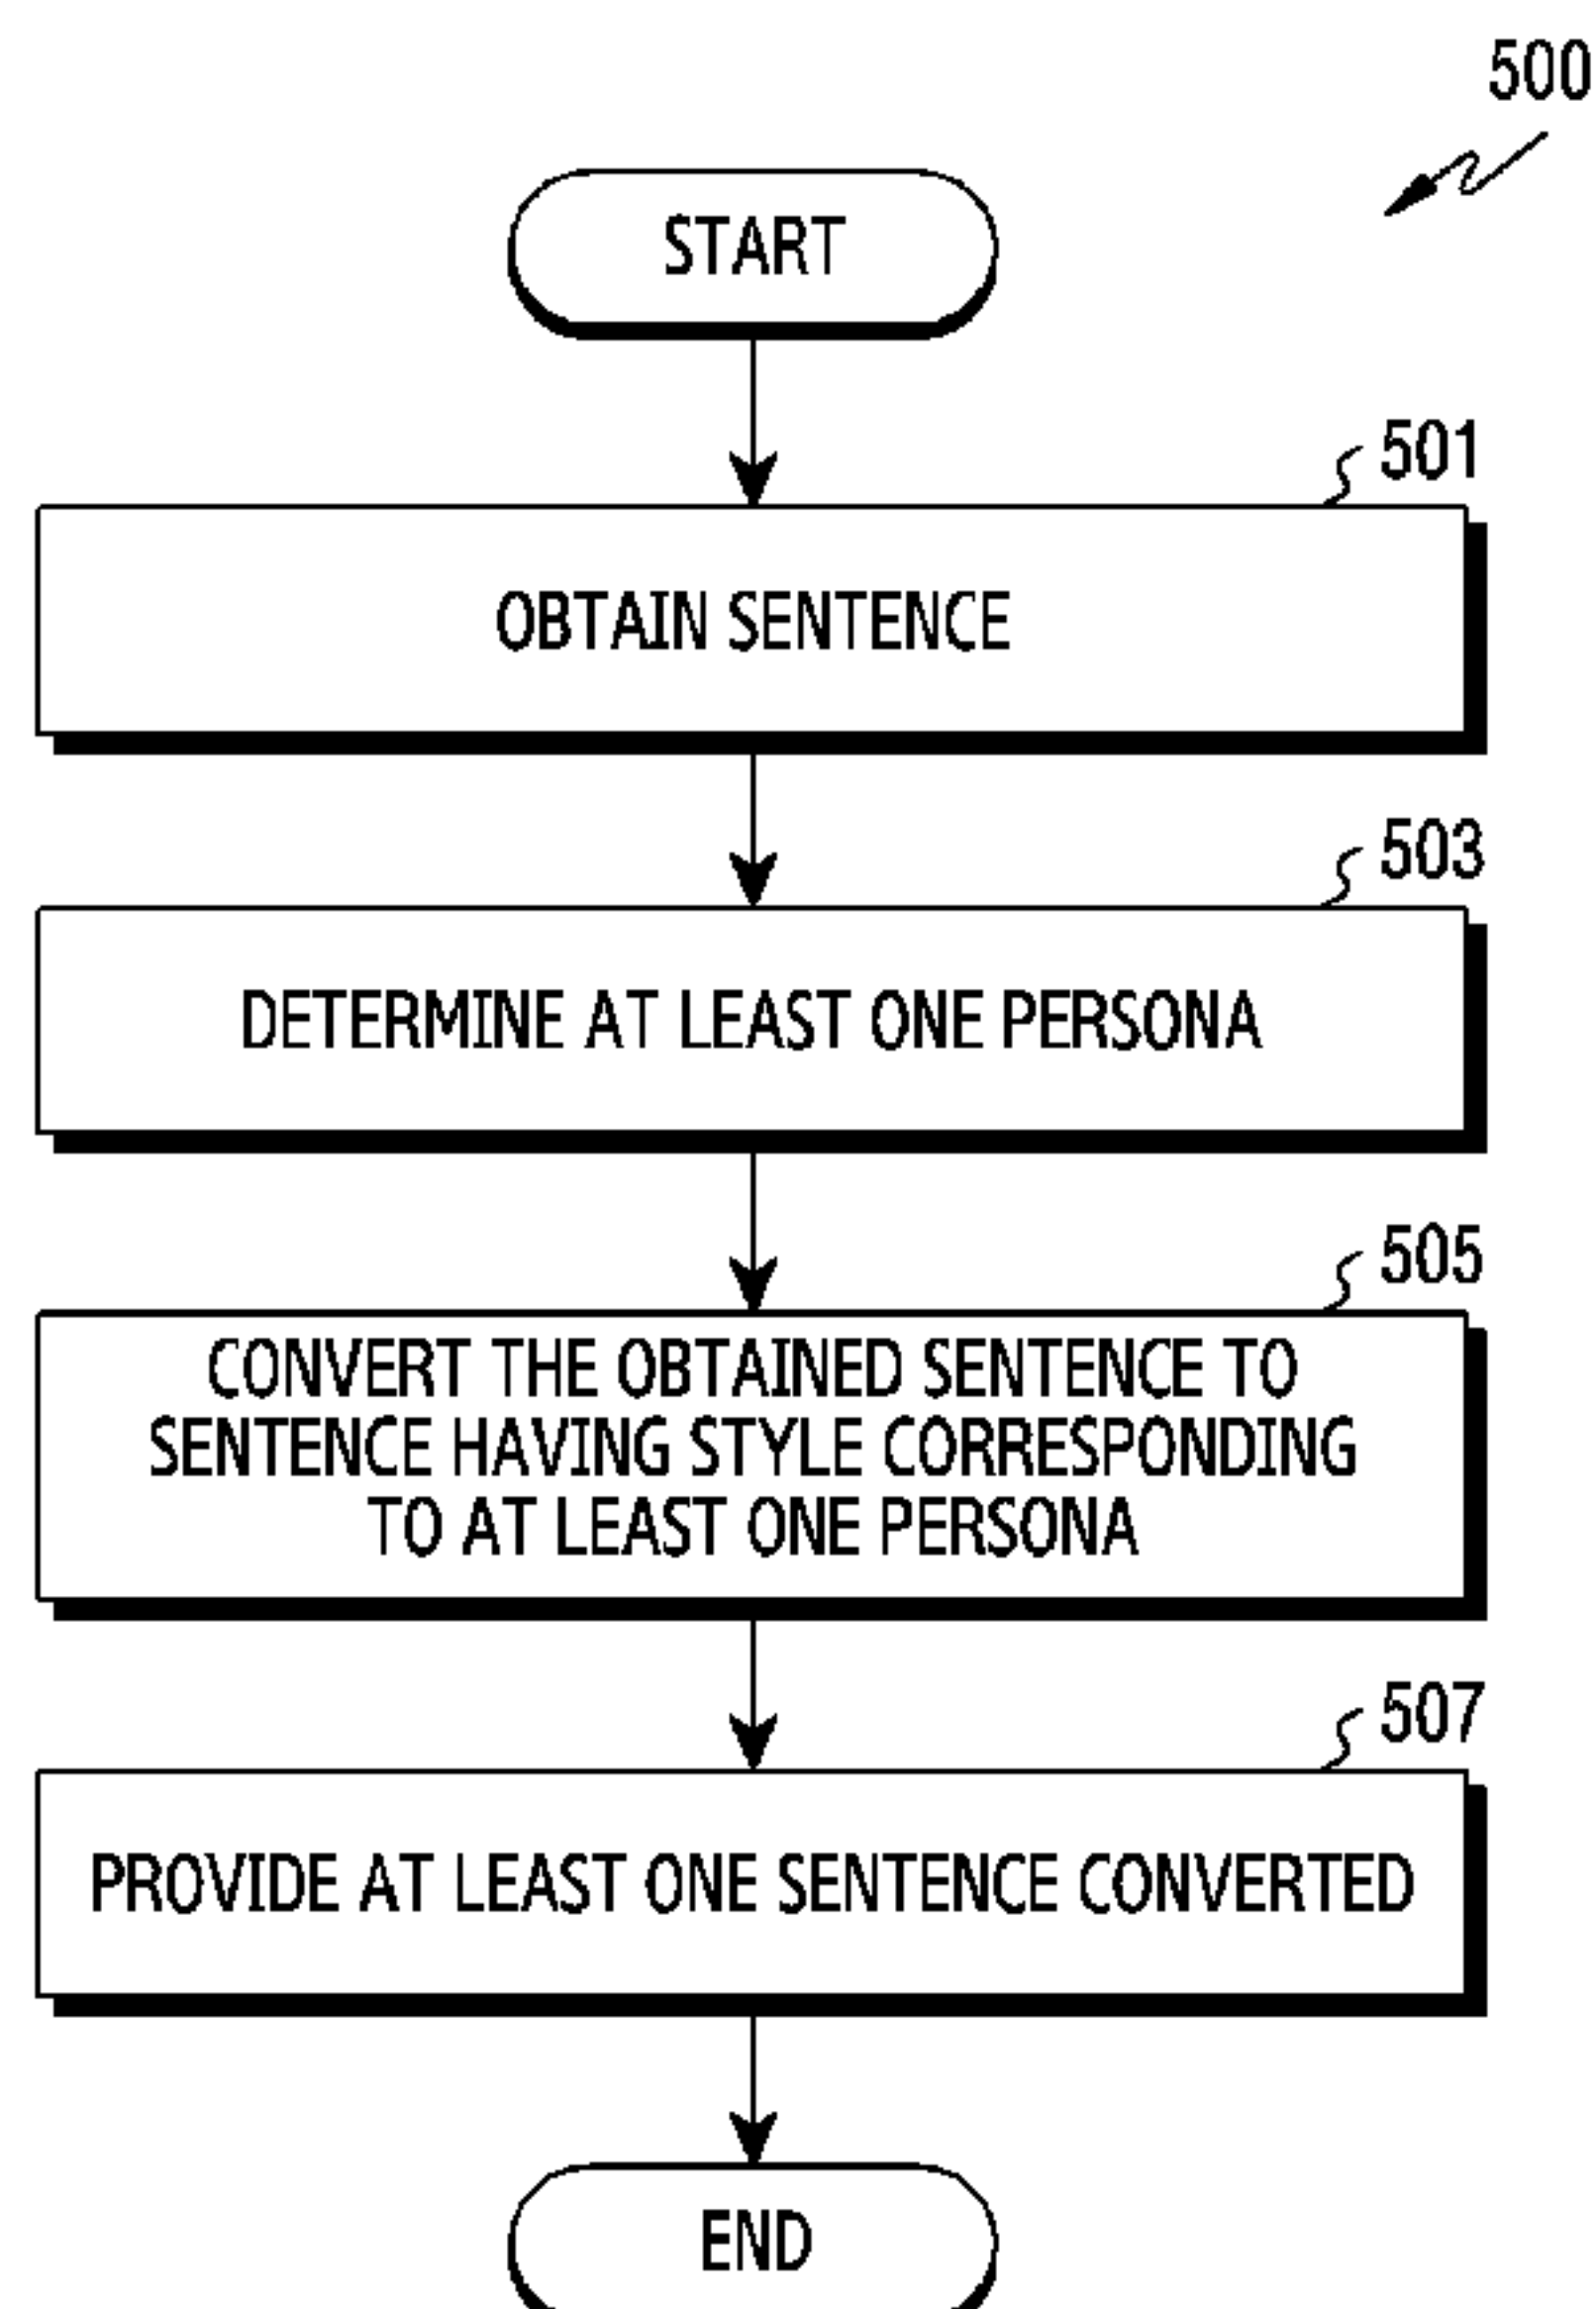 500
START
501
OBTAIN SENTENCE
503
DETERMINE AT LEAST ONE PERSONA
505
CONVERT THE OBTAINED SENTENCE TO
SENTENCE HAVING STYLE CORRESPONDING
TO AT LEAST ONE PERSONA
507
PROVIDE AT LEAST ONE SENTENCE CONVERTED
END